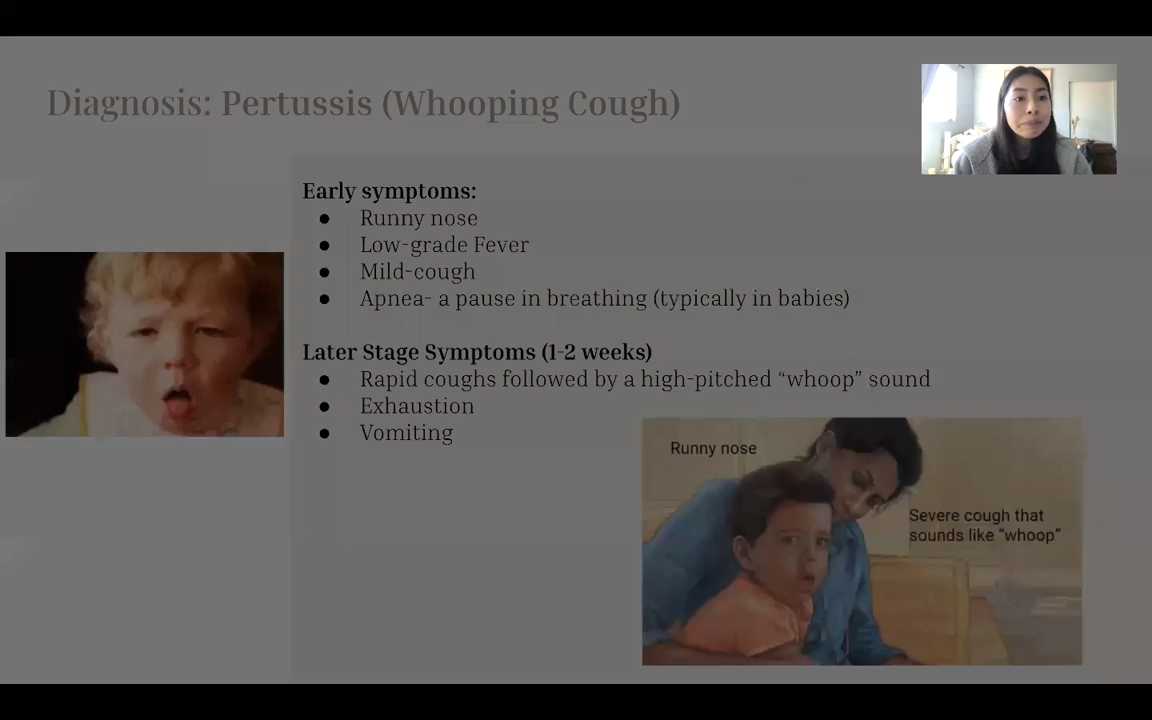 Diagnosis: Pertussis (Whooping Cough)
Early symptoms:
● Runny nose
● Low-grade Fever
● Mild-cough
● Apnea- a pause in breathing (typically in babies)
Later Stage Symptoms (1-2 weeks)
● Rapid coughs followed by a high-pitched “whoop” sound
● Exhaustion
● Vomiting
Runny nose
Severe cough that
sounds like “whoop”